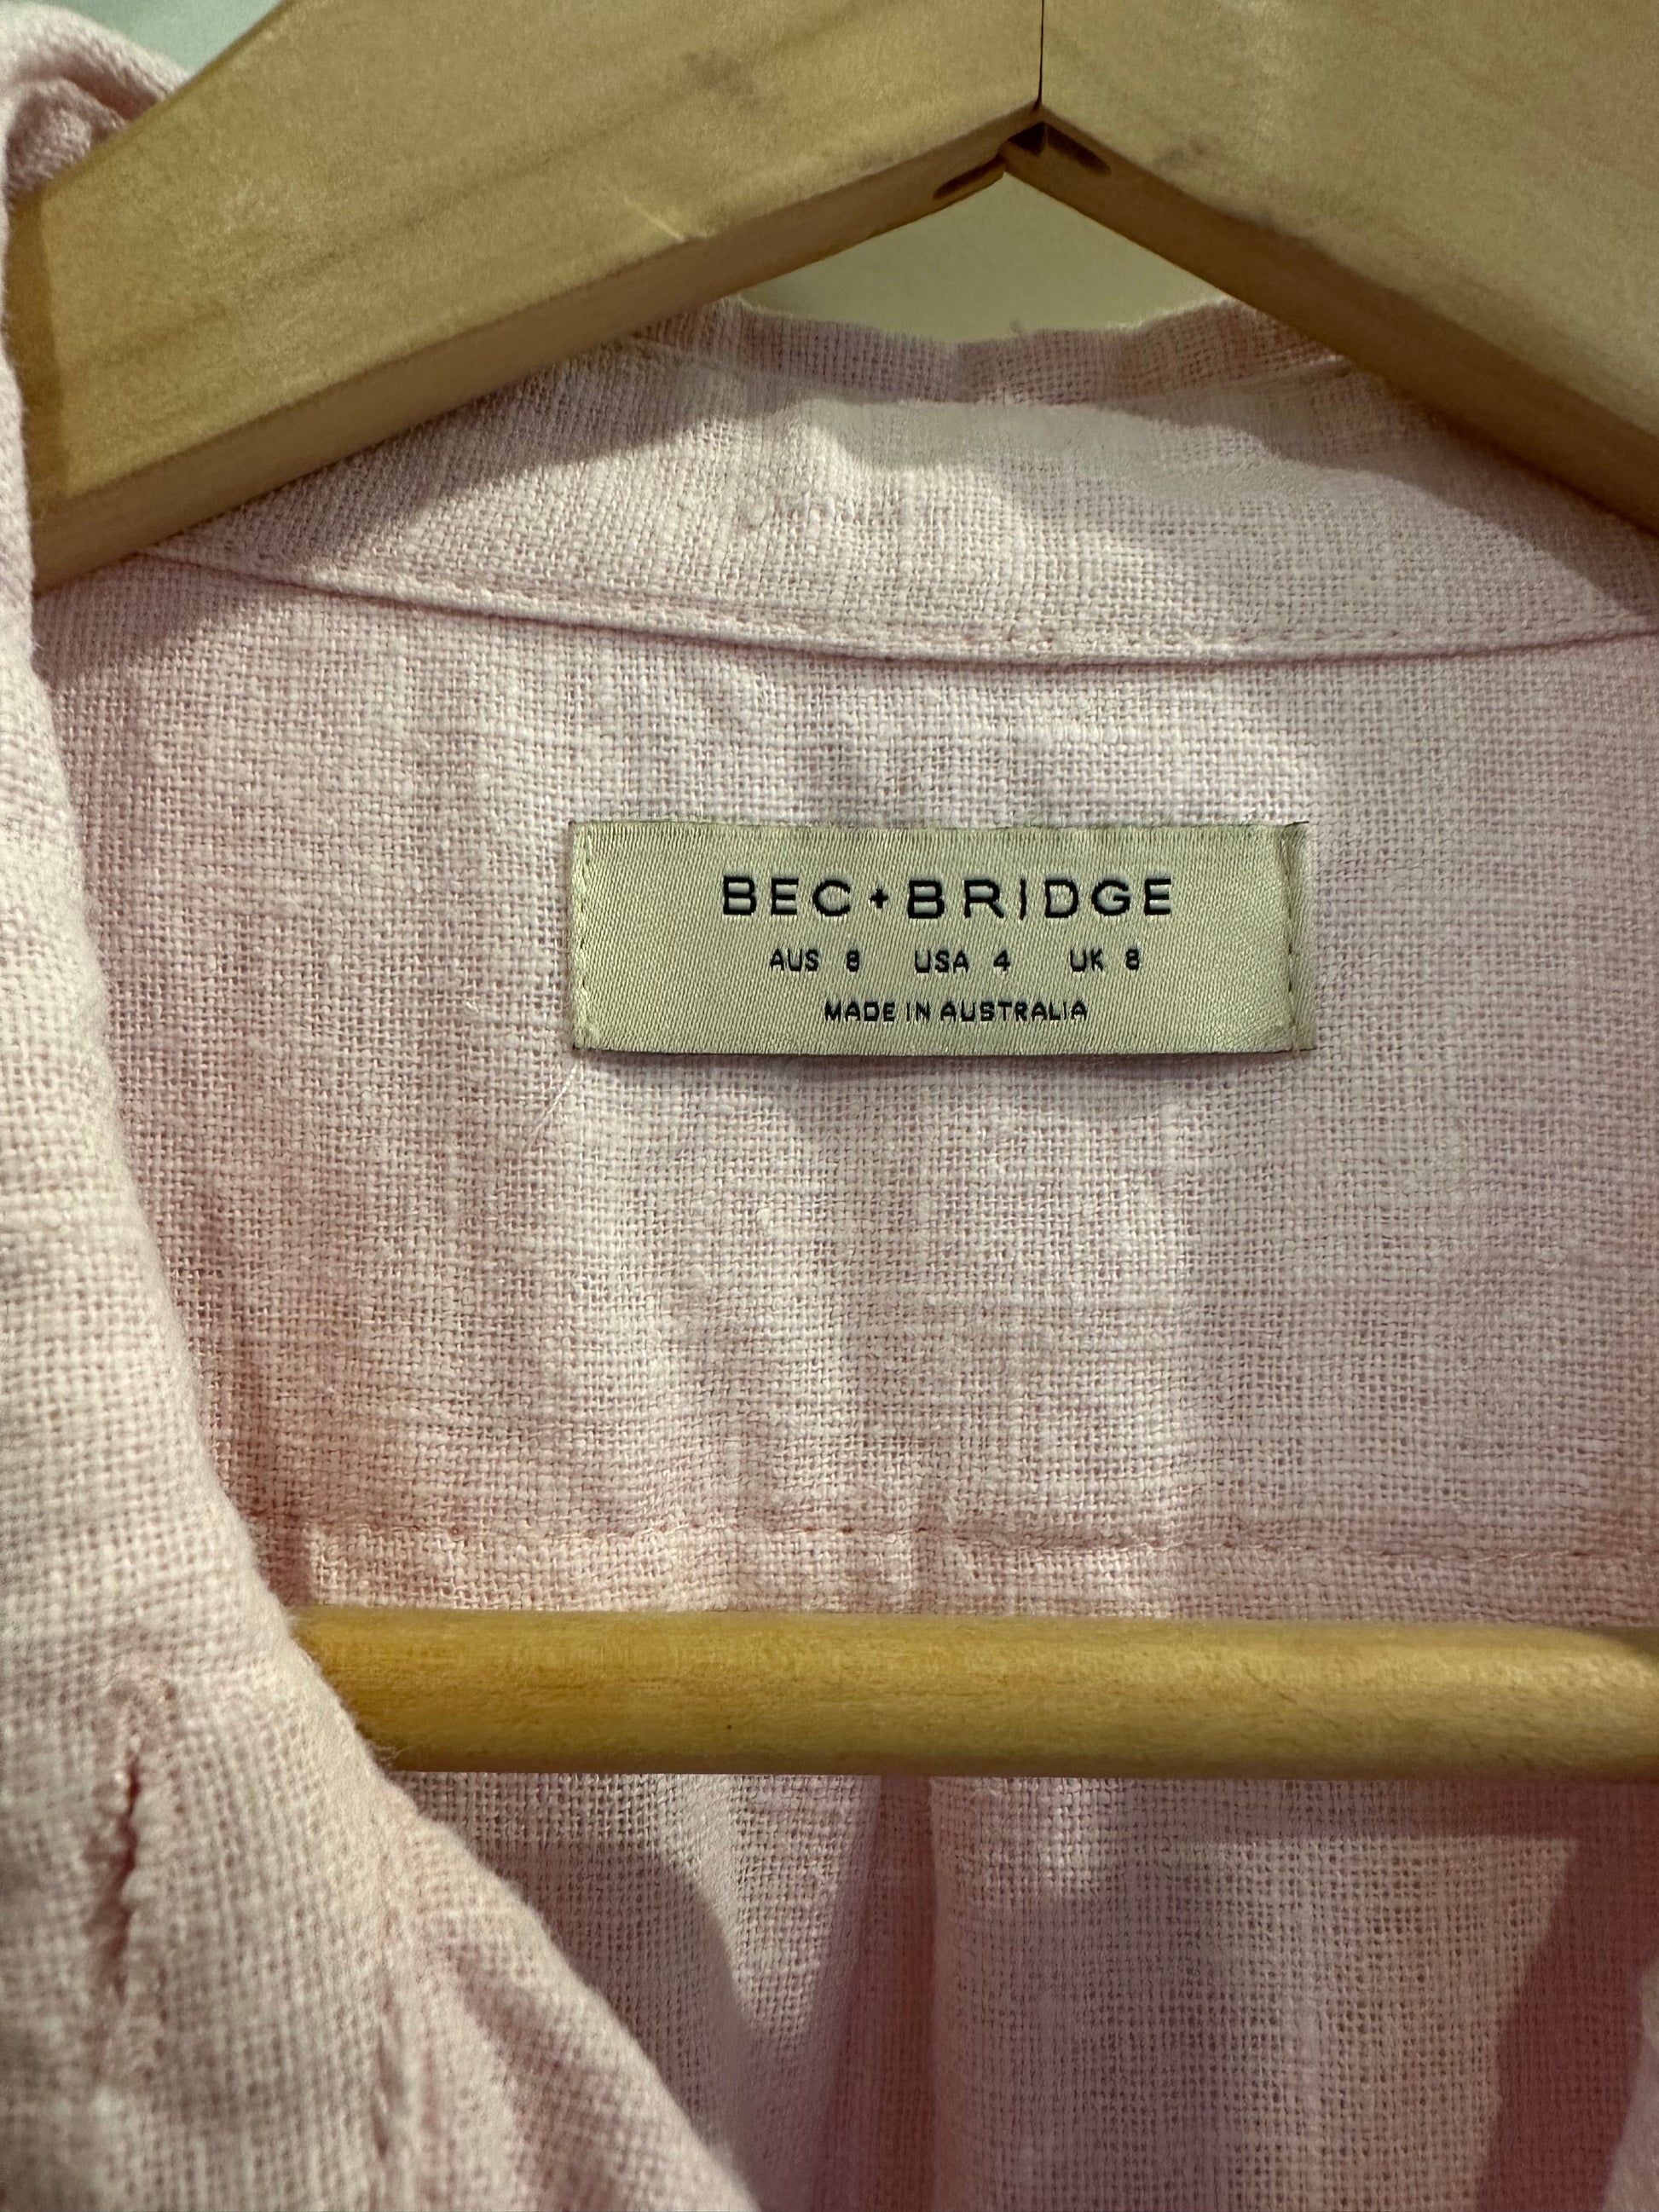 BEC+BRIDGE
AUS 8 USA 4 UK 8
MADE IN AUSTRALIA